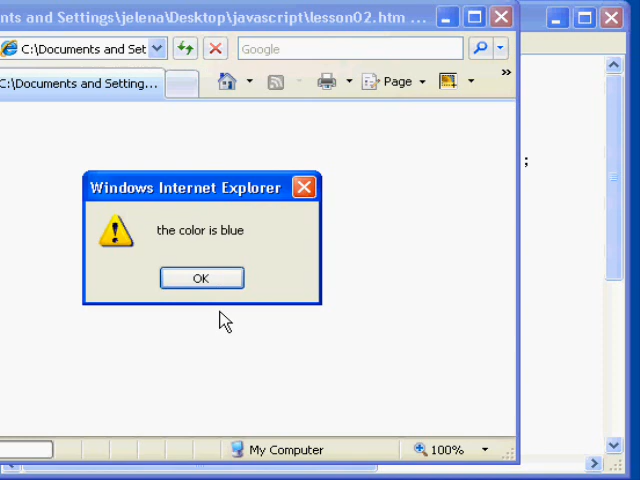 nts and Settings\jelena\Desktop\javascript\lesson02.htm ...
C:\Documents and Set
Google
C:\Documents and Setting...
Page
»
;
Windows Internet Explorer
the color is blue
OK
My Computer
100%